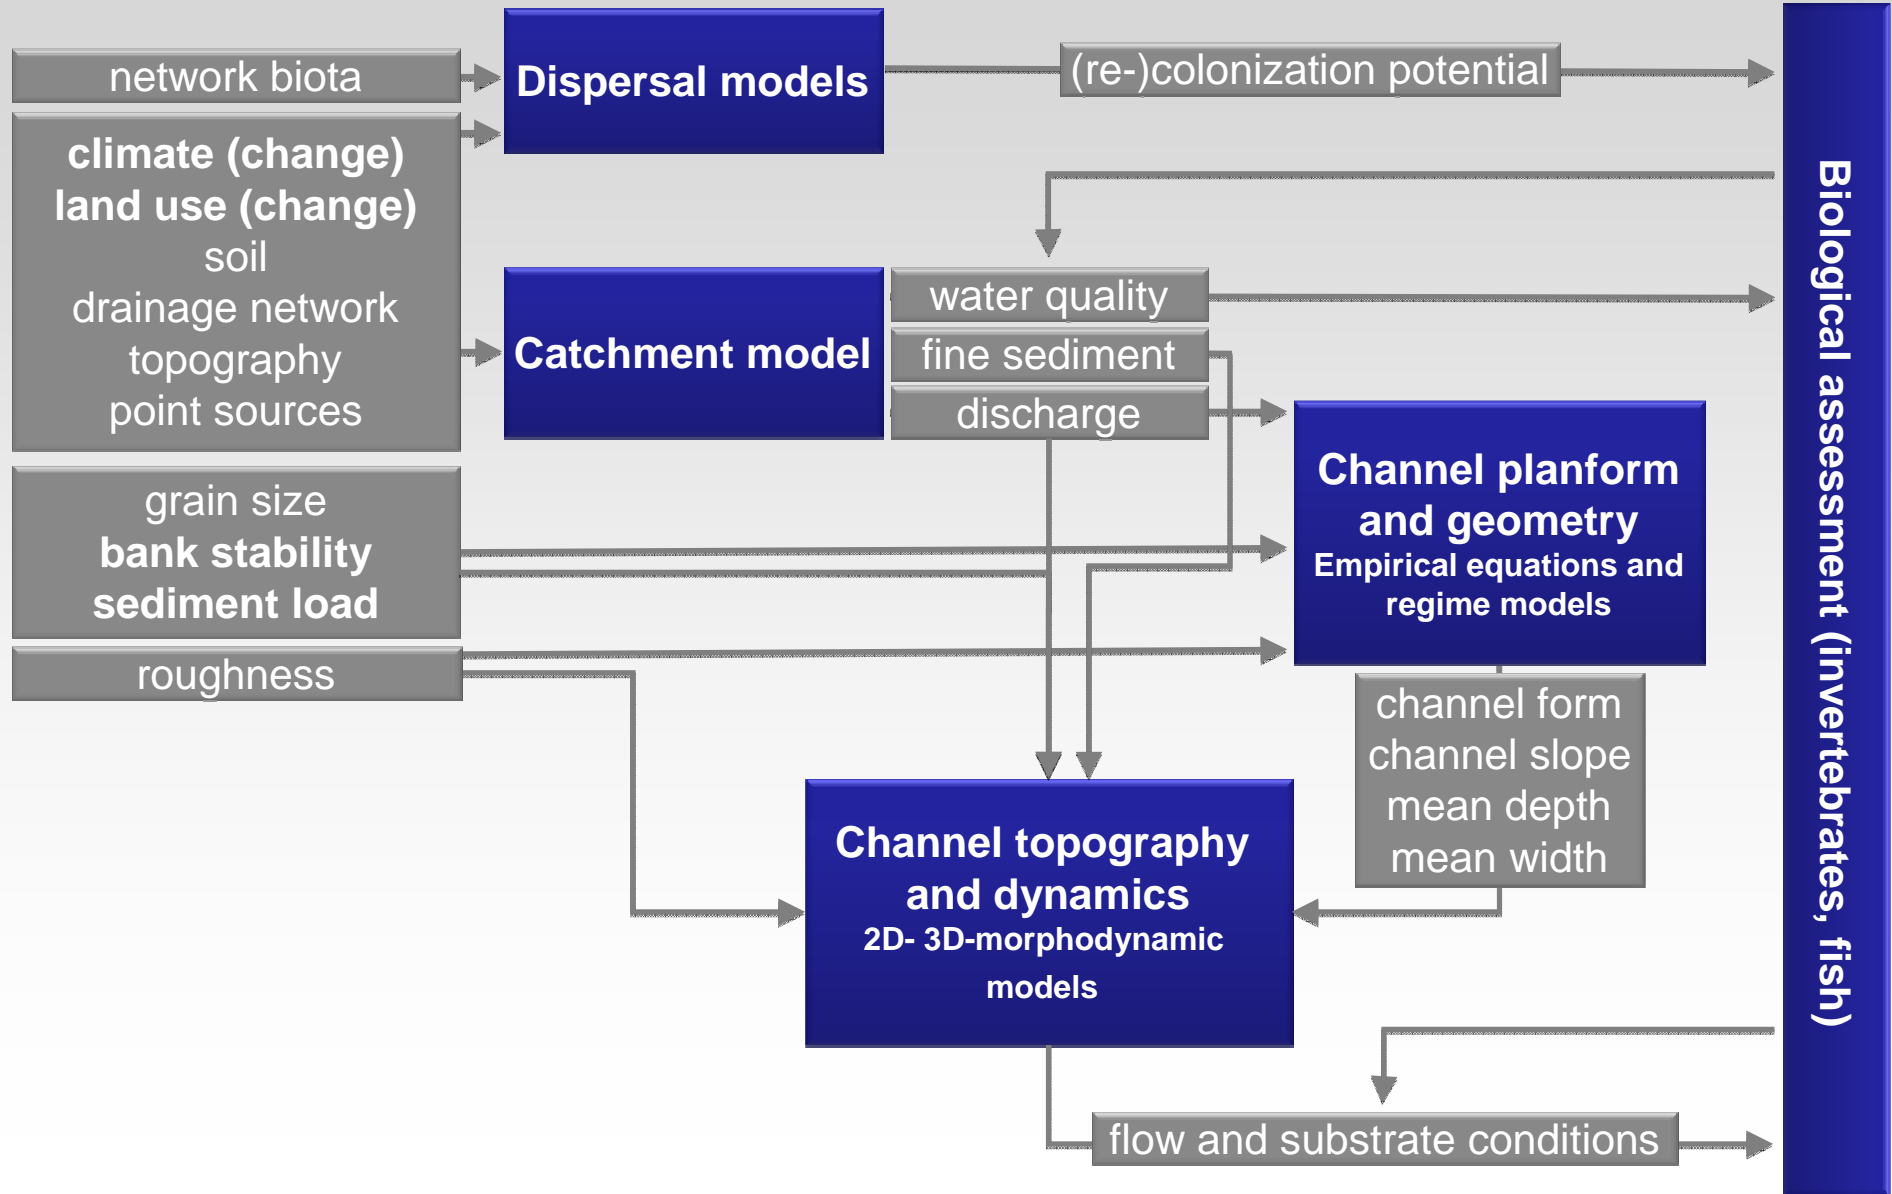 network biota
Dispersal models
(re-)colonization potential
climate (change)
land use (change)
soil
drainage network
topography
point sources
Catchment model
water quality
fine sediment
discharge
Channel planform
and geometry
Empirical equations and
regime models
grain size
bank stability
sediment load
roughness
channel form
channel slope
mean depth
mean width
Channel topography
and dynamics
2D- 3D-morphodynamic
models
flow and substrate conditions
Biological assessment (invertebrates, fish)